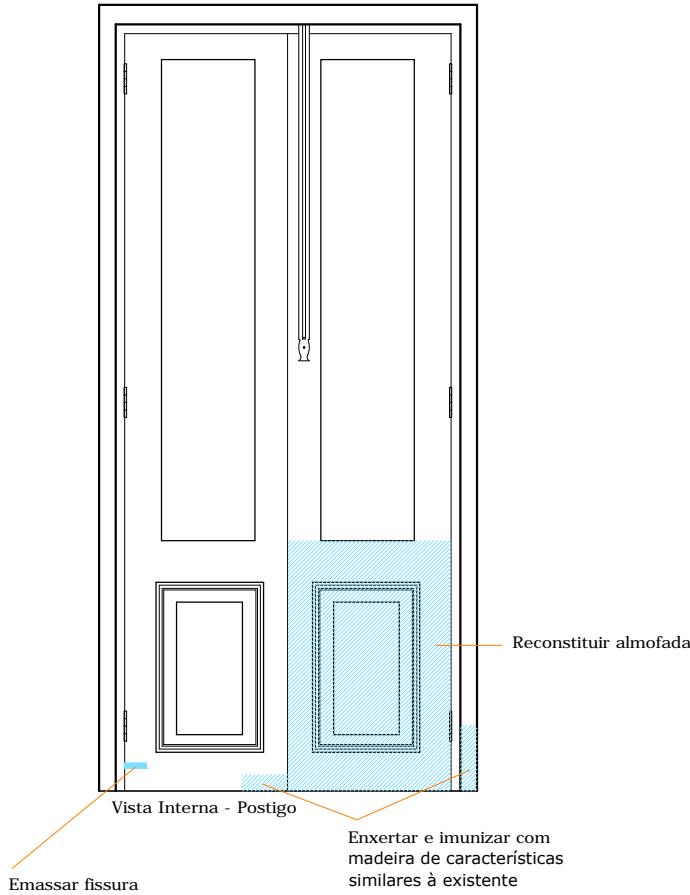 Reconstituir almofada
Vista Interna - Postigo
Enxertar e imunizar com
madeira de características
similares à existente
Emassar fissura